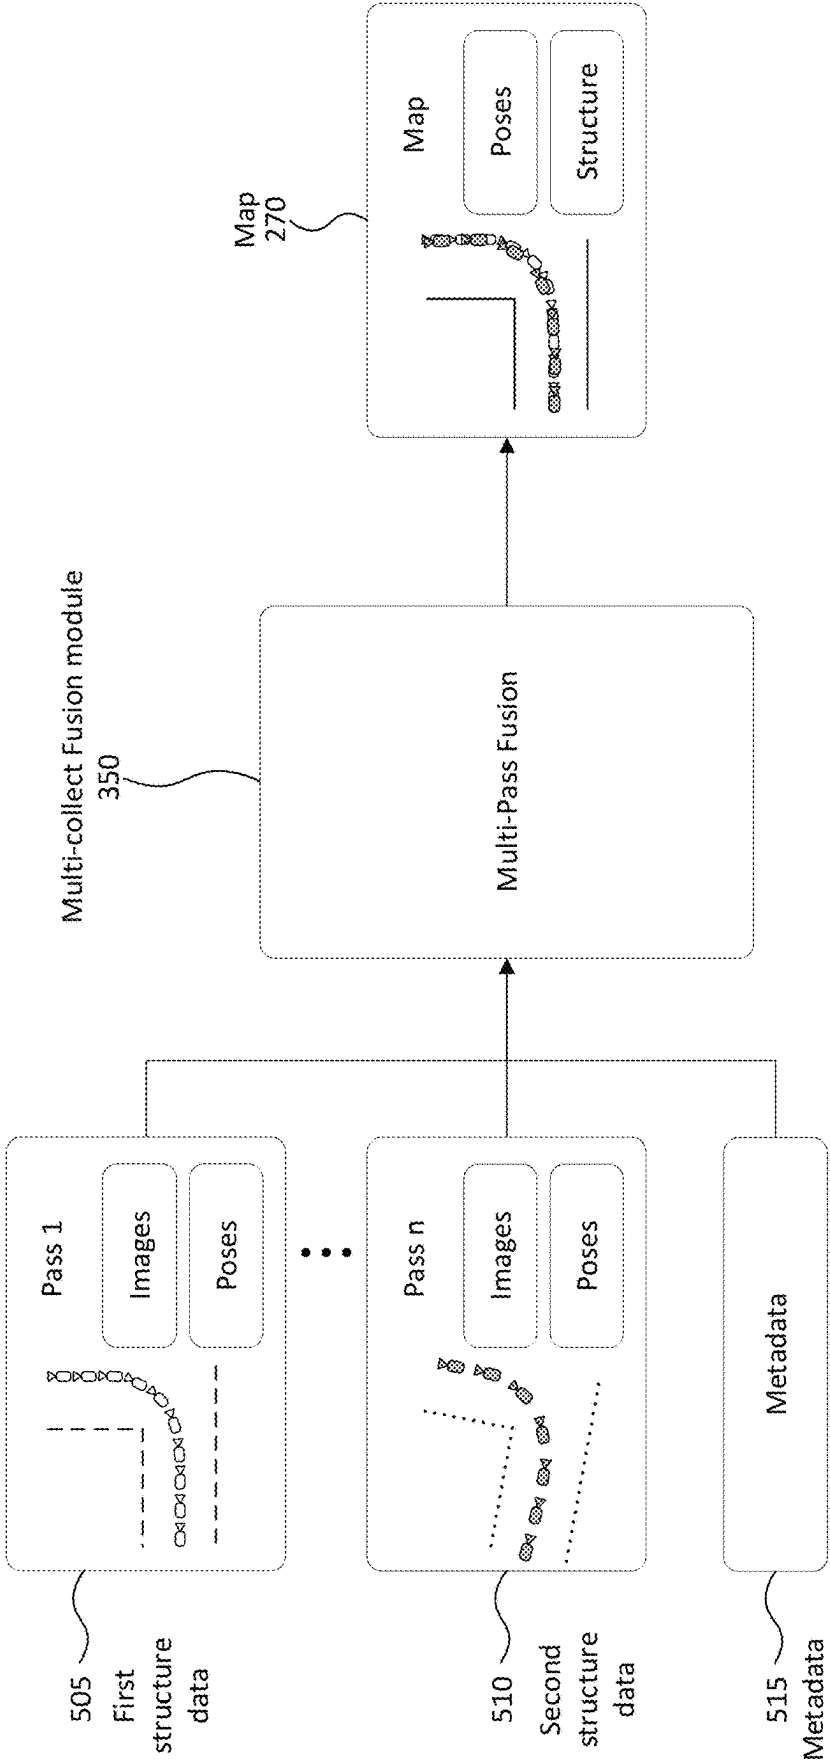 505
First
structure
data
Pass 1
Images
Poses
510
Second
structure
data
Pass n
Images
Poses
515
Metadata
Metadata
Multi-collect Fusion module
350
Multi-Pass Fusion
Map
270
Map
Poses
Structure